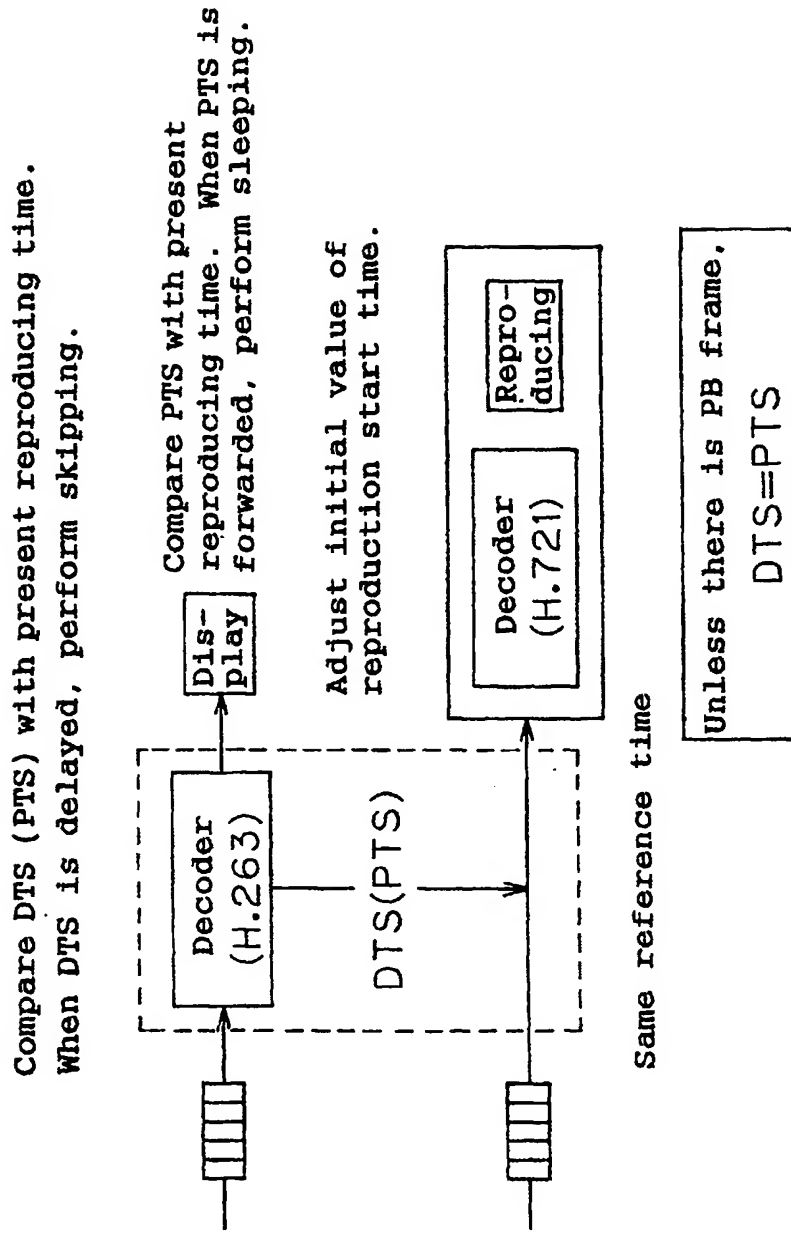 Compare DTS (PTS) with present reproducing time.
When DTS is delayed, perform skipping.
Compare PTS with present
reproducing time. When PTS is
forwarded, perform sleeping.
Decoder
(H.263)
Dis-
play
DTS(PTS)
Adjust initial value of
reproduction start time.
Decoder
(H.721)
Repro-
ducing
Same reference time
Unless there is PB frame,
DTS=PTS